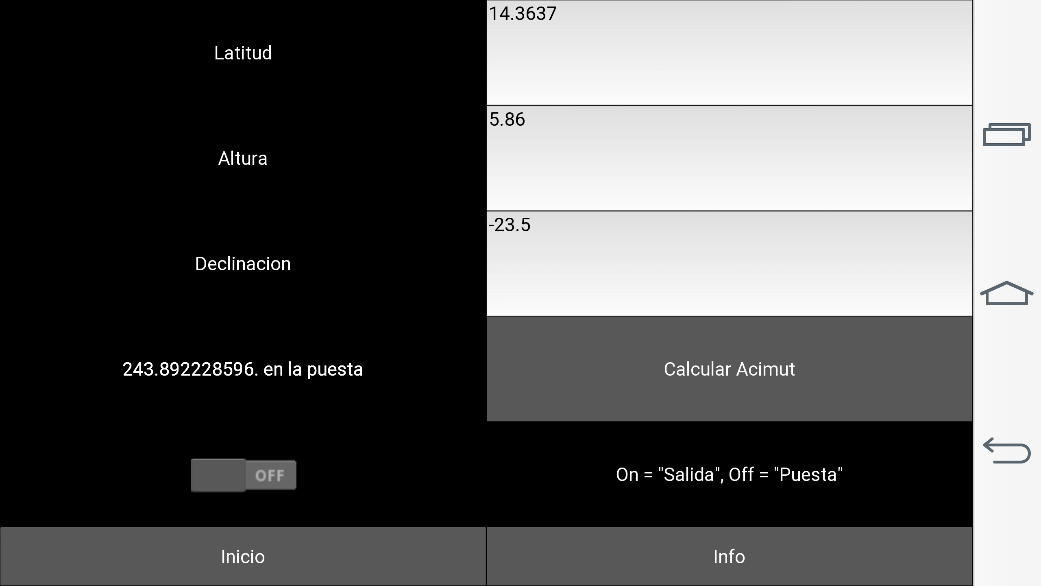 Latitud
14.3637
Altura
5.86
Declinacion
-23.5
243.892228596. en la puesta
Calcular Acimut
OFF
On = "Salida", Off = "Puesta"
Inicio
Info